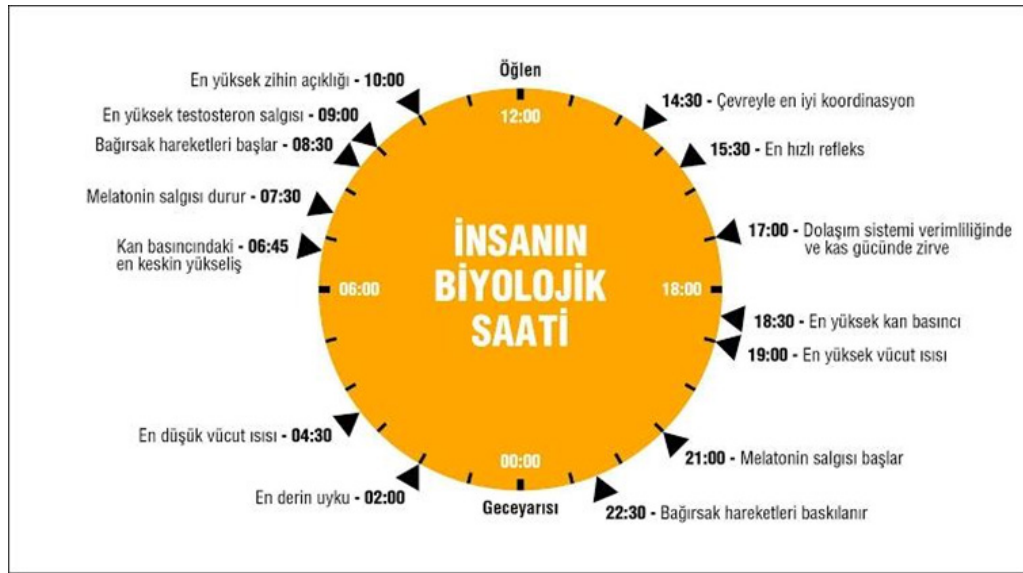 Öğlen
12:00
14:30 - Çevreyle en iyi koordinasyon
15:30 - En hızlı refleks
17:00 - Dolaşım sistemi verimliliğinde
ve kas gücünde zirve
18:00
18:30 - En yüksek kan basıncı
19:00 - En yüksek vücut ısısı
21:00 - Melatonin salgısı başlar
22:30 - Bağırsak hareketleri baskılanır
00:00
Geceyarısı
En derin uyku - 02:00
En düşük vücut ısısı - 04:30
06:00
Kan basıncındaki - 06:45
en keskin yükseliş
Melatonin salgısı durur - 07:30
Bağırsak hareketleri başlar - 08:30
En yüksek testosteron salgısı - 09:00
En yüksek zihin açıklığı - 10:00
İNSANIN
BİYOLOJİK
SAATİ